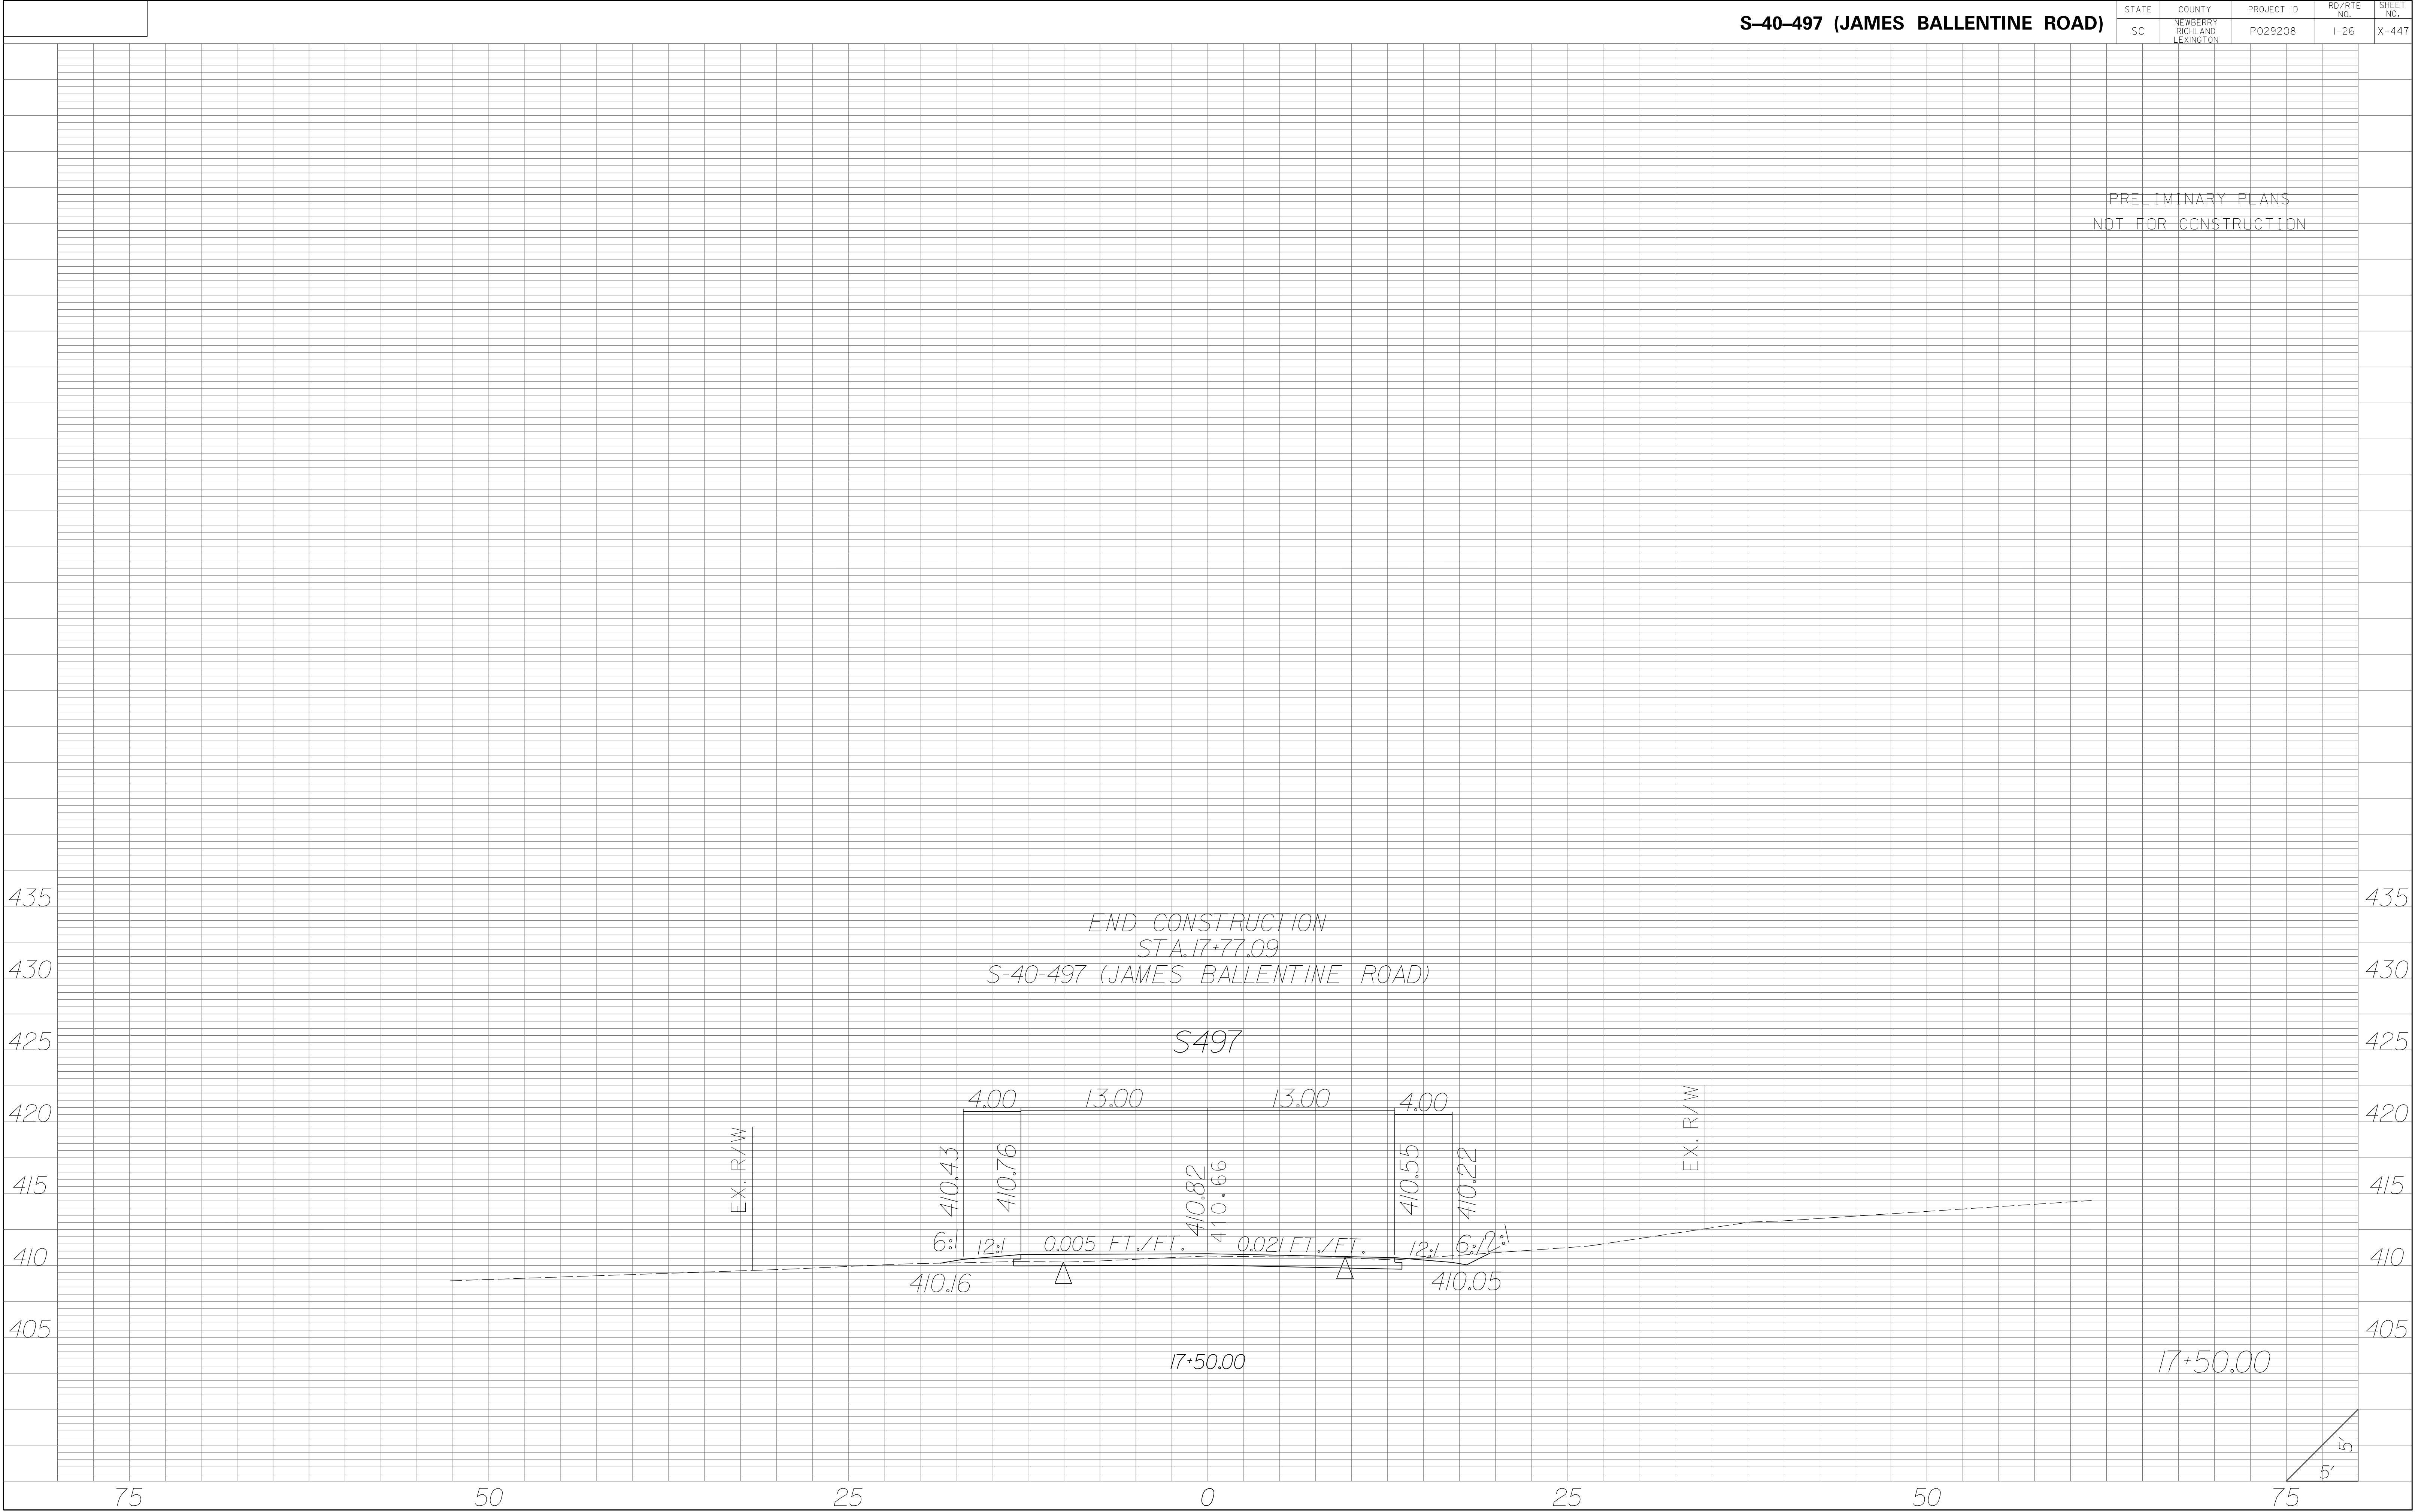 S–40–497 (JAMES BALLENTINE ROAD)
STATE COUNTY PROJECT ID RD/RTE NO. SHEET NO.
SC NEWBERRY RICHLAND LEXINGTON P029208 I-26 X-447
PRELIMINARY PLANS
NOT FOR CONSTRUCTION
435 435
END CONSTRUCTION
STA. 17+77.09
430 S-40-497 (JAMES BALLENTINE ROAD) 430
425 S497 425
420 4.00 13.00 13.00 4.00 420
EX. R/W EX. R/W
410.43 410.76 410.82 410.66 410.55 410.22
415 415
6:1 12:1 0.005 FT./FT. 0.021 FT./FT. 12:1 6:1 2:1
410 410
410.16 410.05
405 405
17+50.00 17+50.00
5'
5'
75 50 25 0 25 50 75